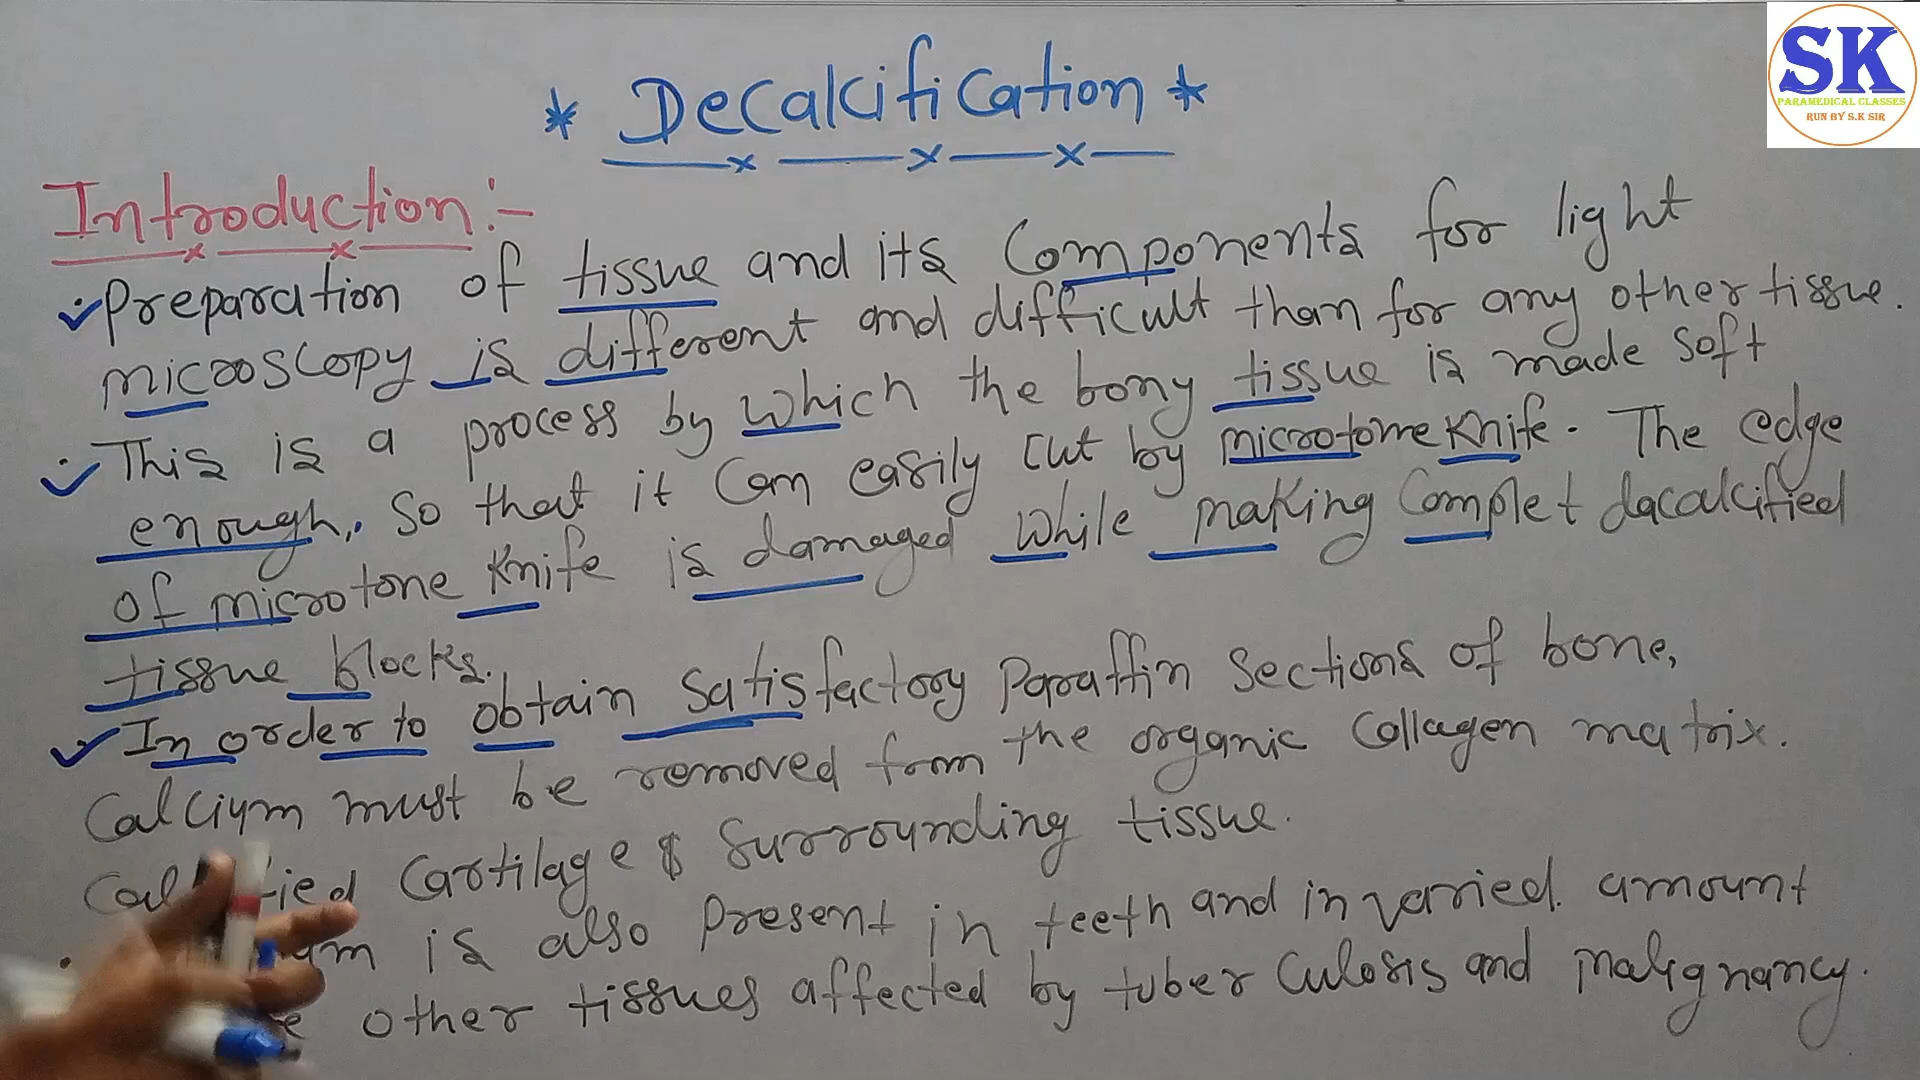 * Decalcification *
SK
PARAMEDICAL CLASSES
RUN BY S.K SIR
Introduction:-
Preparation of tissue and its components for light
microscopy is different and difficult than for any other tissue.
This is a process by which the bony tissue is made soft
enough, so that it can easily cut by microtome knife. The edge
of microtone knife is damaged while making complet dacalcified
tissue blocks.
In order to obtain satisfactory paraffin sections of bone,
calciym must be removed from the organic collagen matrix.
cartilage & surrounding tissue.
is also present in teeth and in varied. amount
other tissues affected by tuber culosis and malignancy.